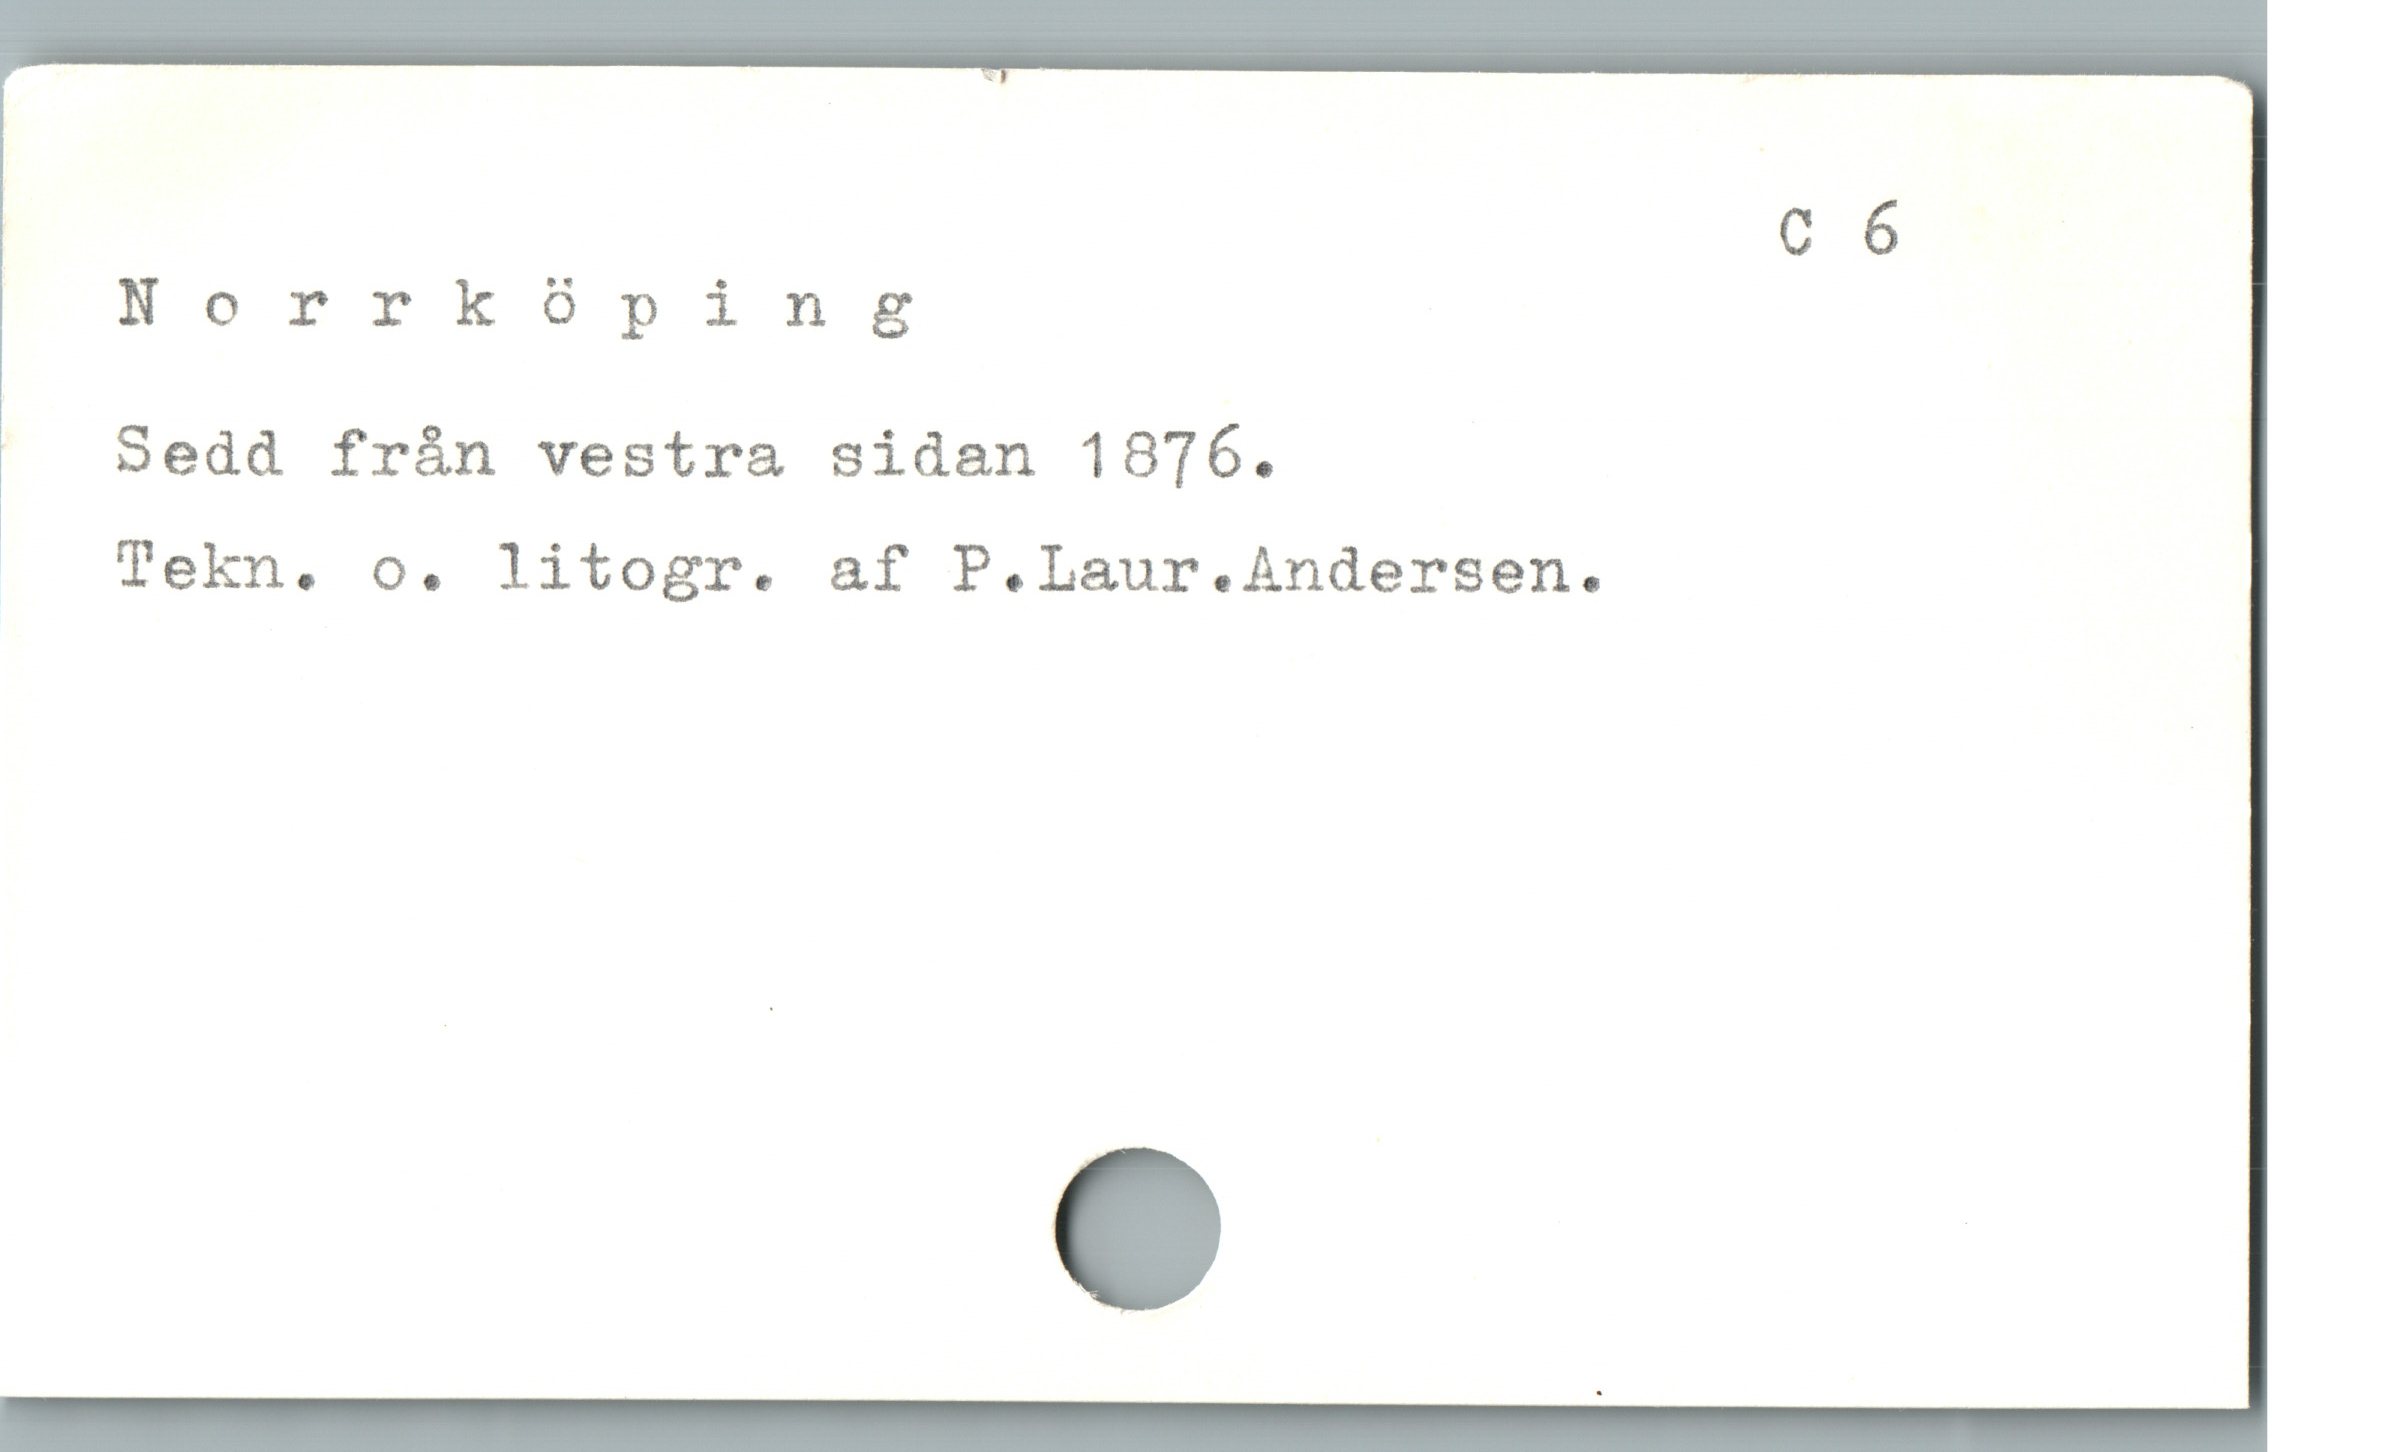 C 6
N o r r k ö p i n g
Sedd från vestra sidan 1876.
Tekn. o. litogr. af P.Laur.Andersen.